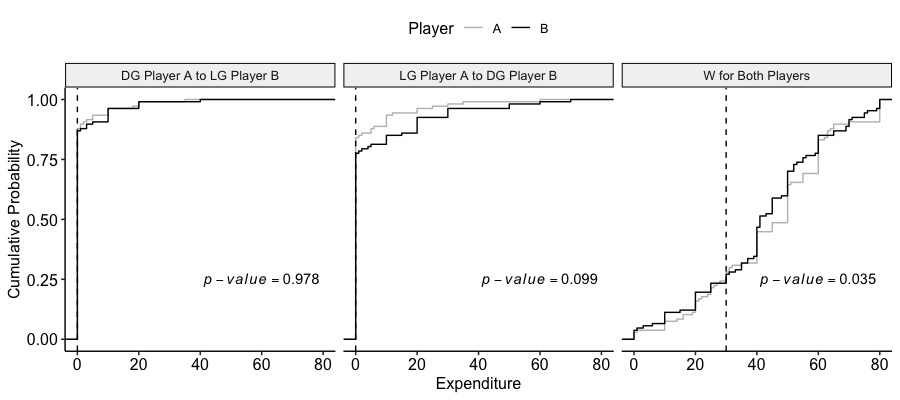 Player A B
DG Player A to LG Player B
LG Player A to DG Player B
W for Both Players
Cumulative Probability
1.00
0.75
0.50
0.25
0.00
p − value = 0.978
p − value = 0.099
p − value = 0.035
0 20 40 60 80
0 20 40 60 80
0 20 40 60 80
Expenditure